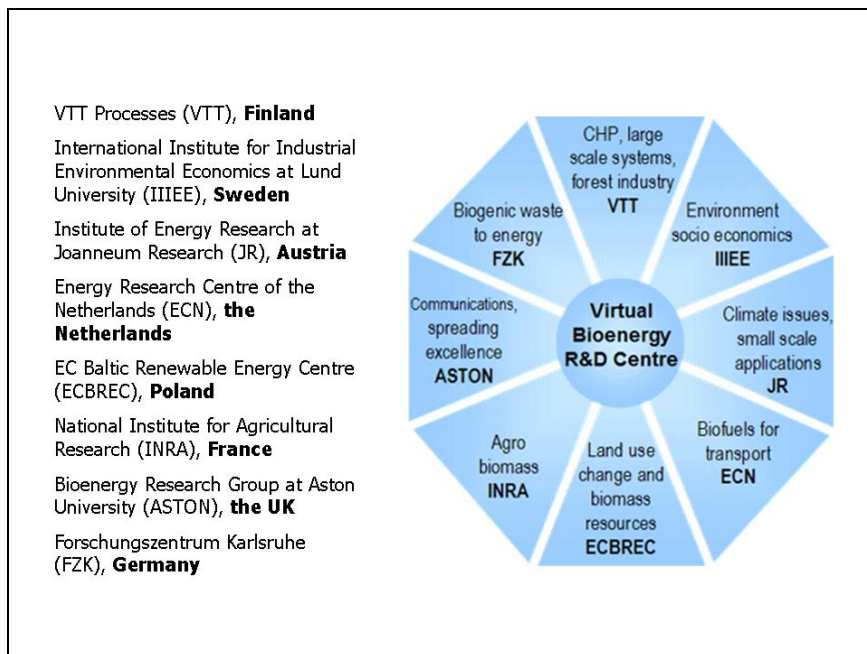 VTT Processes (VTT), Finland
International Institute for Industrial
Environmental Economics at Lund
University (IIIEE), Sweden
Institute of Energy Research at
Joanneum Research (JR), Austria
Energy Research Centre of the
Netherlands (ECN), the
Netherlands
EC Baltic Renewable Energy Centre
(ECBREC), Poland
National Institute for Agricultural
Research (INRA), France
Bioenergy Research Group at Aston
University (ASTON), the UK
Forschungszentrum Karlsruhe
(FZK), Germany
CHP, large
scale systems,
forest industry
VTT
Environment
socio economics
IIIEE
Climate issues,
small scale
applications
JR
Biofuels for
transport
ECN
Land use
change and
biomass
resources
ECBREC
Agro
biomass
INRA
Communications,
spreading
excellence
ASTON
Biogenic waste
to energy
FZK
Virtual
Bioenergy
R&D Centre